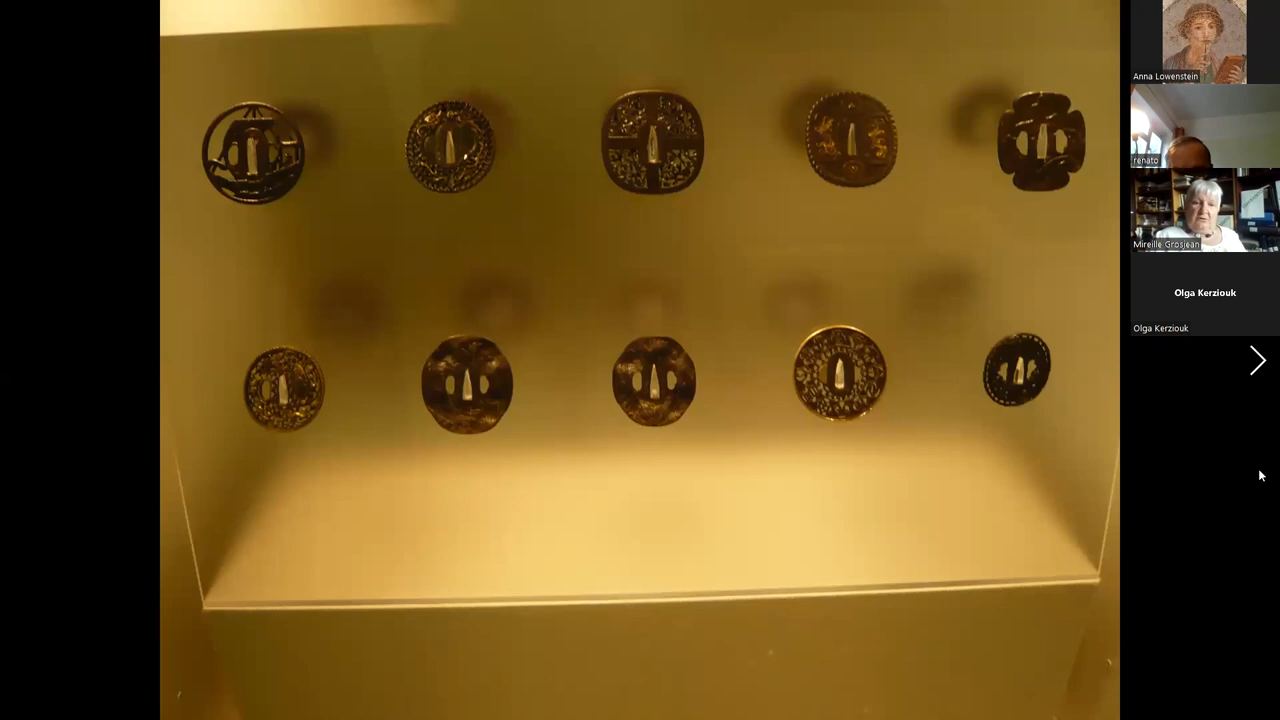 Anna Lowenstein
renato
Mireille Grosjean
Olga Kerziouk
Olga Kerziouk